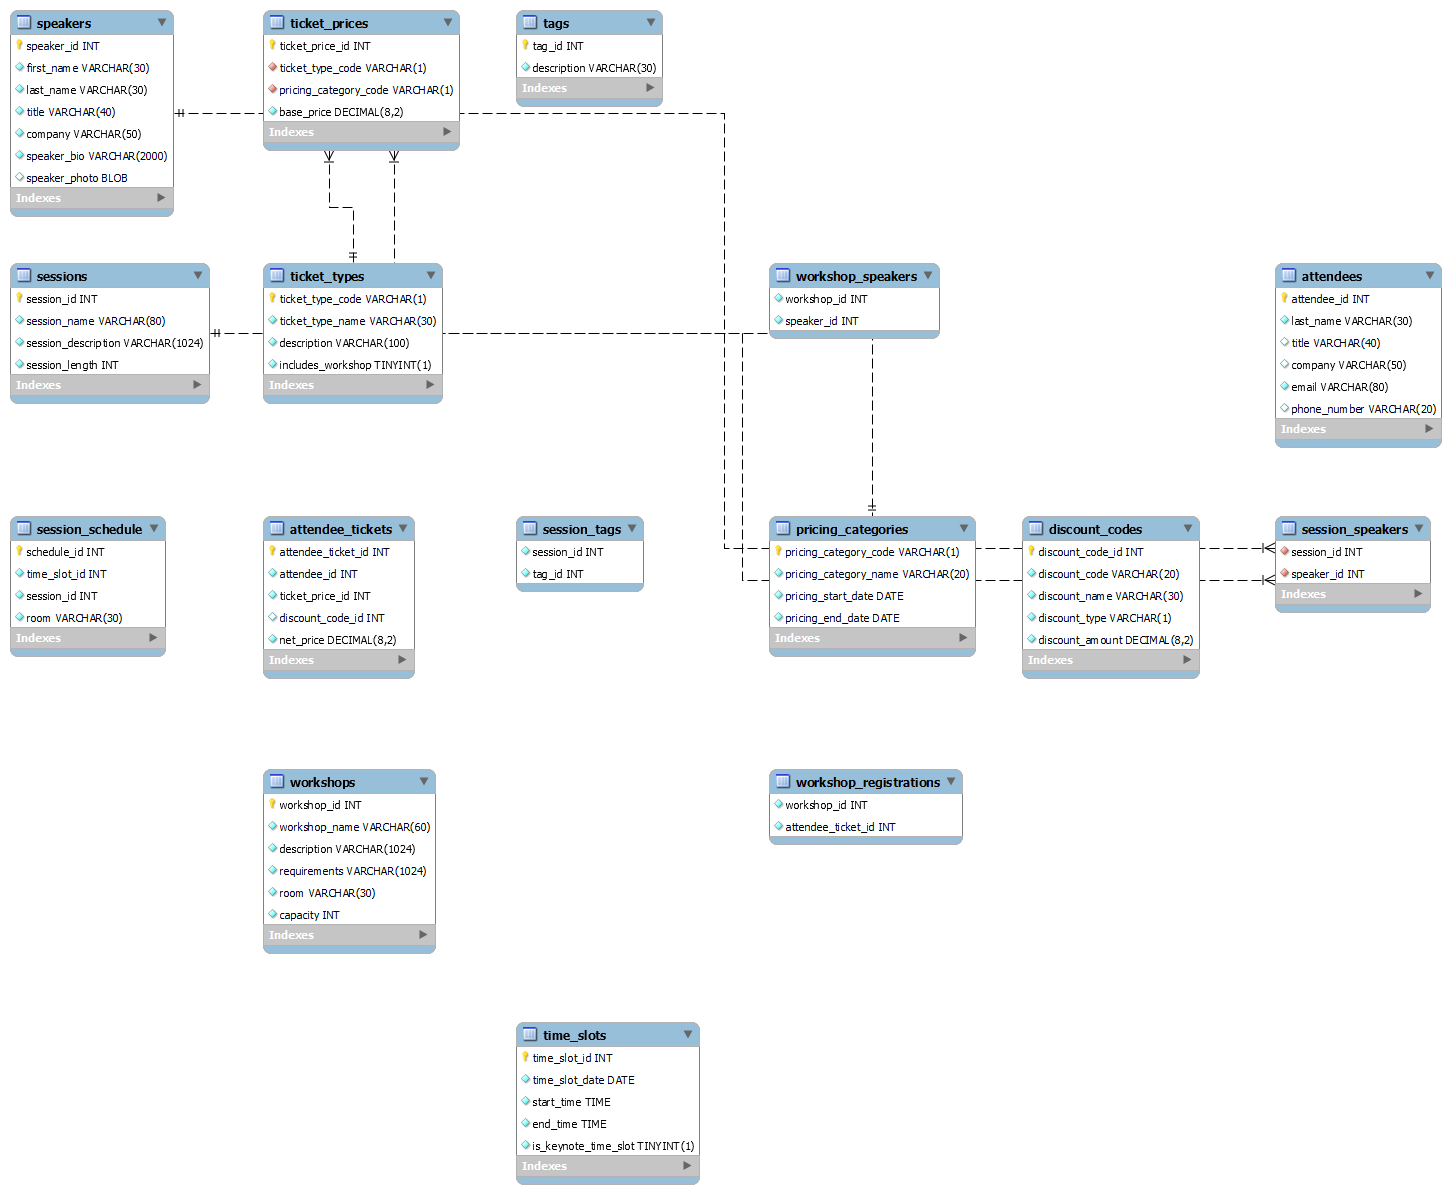 speakers
speaker_id INT
first_name VARCHAR(30)
last_name VARCHAR(30)
title VARCHAR(40)
company VARCHAR(50)
speaker_bio VARCHAR(2000)
speaker_photo BLOB
Indexes
ticket_prices
ticket_price_id INT
ticket_type_code VARCHAR(1)
pricing_category_code VARCHAR(1)
base_price DECIMAL(8,2)
Indexes
tags
tag_id INT
description VARCHAR(30)
Indexes
sessions
session_id INT
session_name VARCHAR(80)
session_description VARCHAR(1024)
session_length INT
Indexes
ticket_types
ticket_type_code VARCHAR(1)
ticket_type_name VARCHAR(30)
description VARCHAR(100)
includes_workshop TINYINT(1)
Indexes
workshop_speakers
workshop_id INT
speaker_id INT
attendees
attendee_id INT
last_name VARCHAR(30)
title VARCHAR(40)
company VARCHAR(50)
email VARCHAR(80)
phone_number VARCHAR(20)
Indexes
session_schedule
schedule_id INT
time_slot_id INT
session_id INT
room VARCHAR(30)
Indexes
attendee_tickets
attendee_ticket_id INT
attendee_id INT
ticket_price_id INT
discount_code_id INT
net_price DECIMAL(8,2)
Indexes
session_tags
session_id INT
tag_id INT
pricing_categories
pricing_category_code VARCHAR(1)
pricing_category_name VARCHAR(20)
pricing_start_date DATE
pricing_end_date DATE
Indexes
discount_codes
discount_code_id INT
discount_code VARCHAR(20)
discount_name VARCHAR(30)
discount_type VARCHAR(1)
discount_amount DECIMAL(8,2)
Indexes
session_speakers
session_id INT
speaker_id INT
Indexes
workshops
workshop_id INT
workshop_name VARCHAR(60)
description VARCHAR(1024)
requirements VARCHAR(1024)
room VARCHAR(30)
capacity INT
Indexes
workshop_registrations
workshop_id INT
attendee_ticket_id INT
time_slots
time_slot_id INT
time_slot_date DATE
start_time TIME
end_time TIME
is_keynote_time_slot TINYINT(1)
Indexes